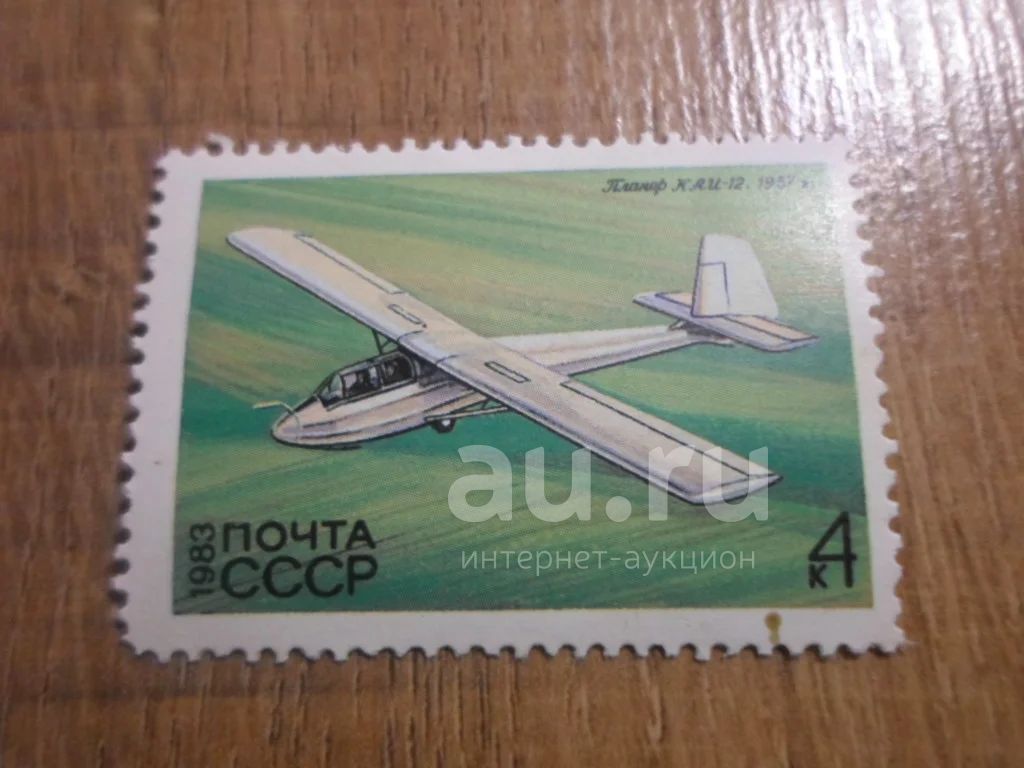 Планер КАИ-12. 1957 г.
au.ru
интернет-аукцион
1983
ПОЧТА
СССР
4
к